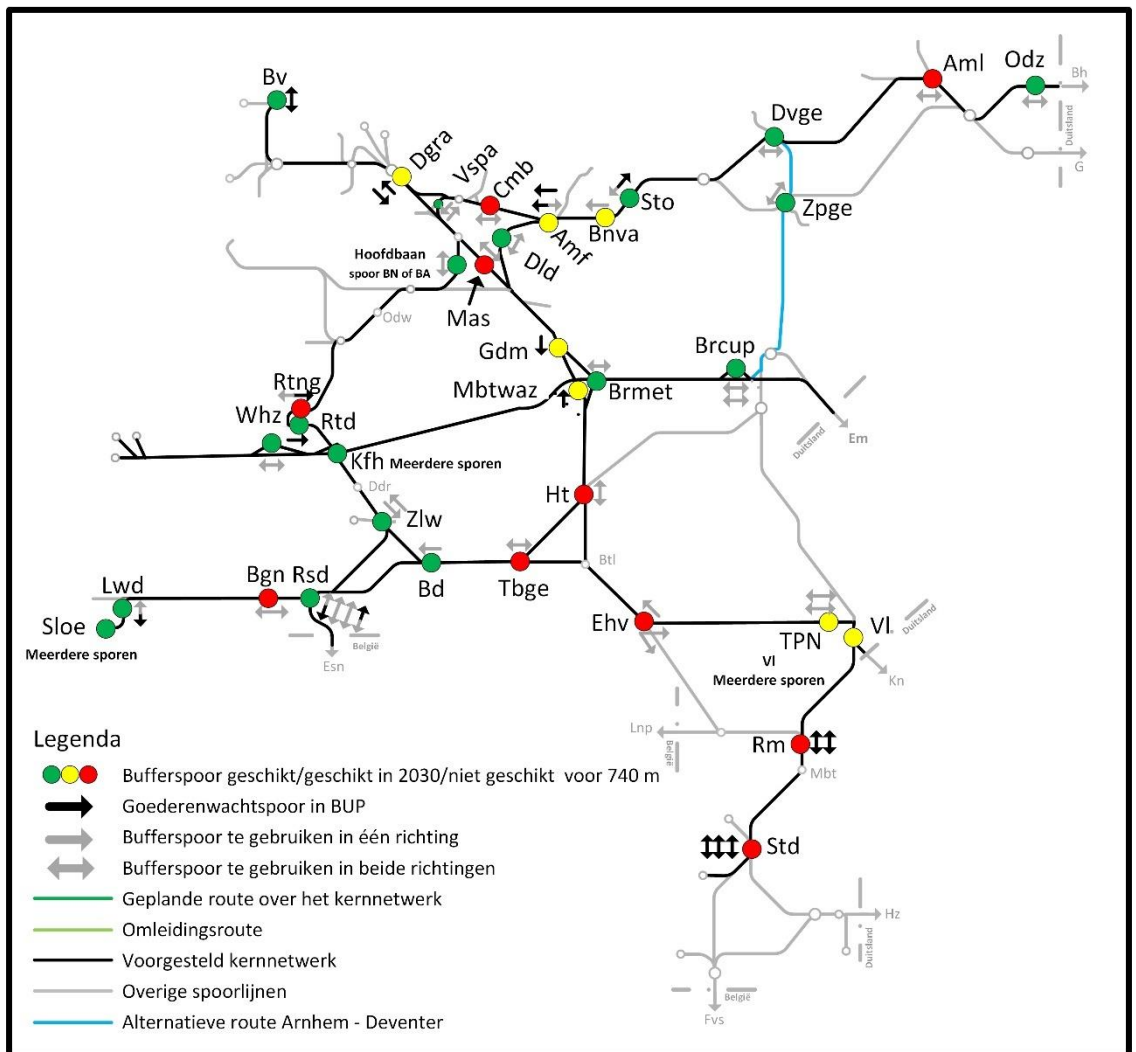 Bv
Aml
Odz
Bh
Duitsland
G
Dvge
Dgra
Vspa
Cmb
Sto
Zpge
Amf
Bnva
Dld
Hoofdbaan
spoor BN of BA
Mas
Odw
Gdm
Brcup
Mbtwaz
Brmet
Rtng
Whz
Rtd
Duitsland
Em
Kfh
Meerdere sporen
Ddr
Ht
Zlw
Btl
Bd
Tbge
Lwd
Bgn
Rsd
Sloe
Meerdere sporen
België
Esn
Ehv
TPN
Vl
Duitsland
Vl
Meerdere sporen
Kn
Lnp
België
Rm
Mbt
Std
Hz
Duitsland
België
Fvs
Legenda
Bufferspoor geschikt/geschikt in 2030/niet geschikt voor 740 m
Goederenwachtspoor in BUP
Bufferspoor te gebruiken in één richting
Bufferspoor te gebruiken in beide richtingen
Geplande route over het kernnetwerk
Omleidingsroute
Voorgesteld kernnetwerk
Overige spoorlijnen
Alternatieve route Arnhem - Deventer